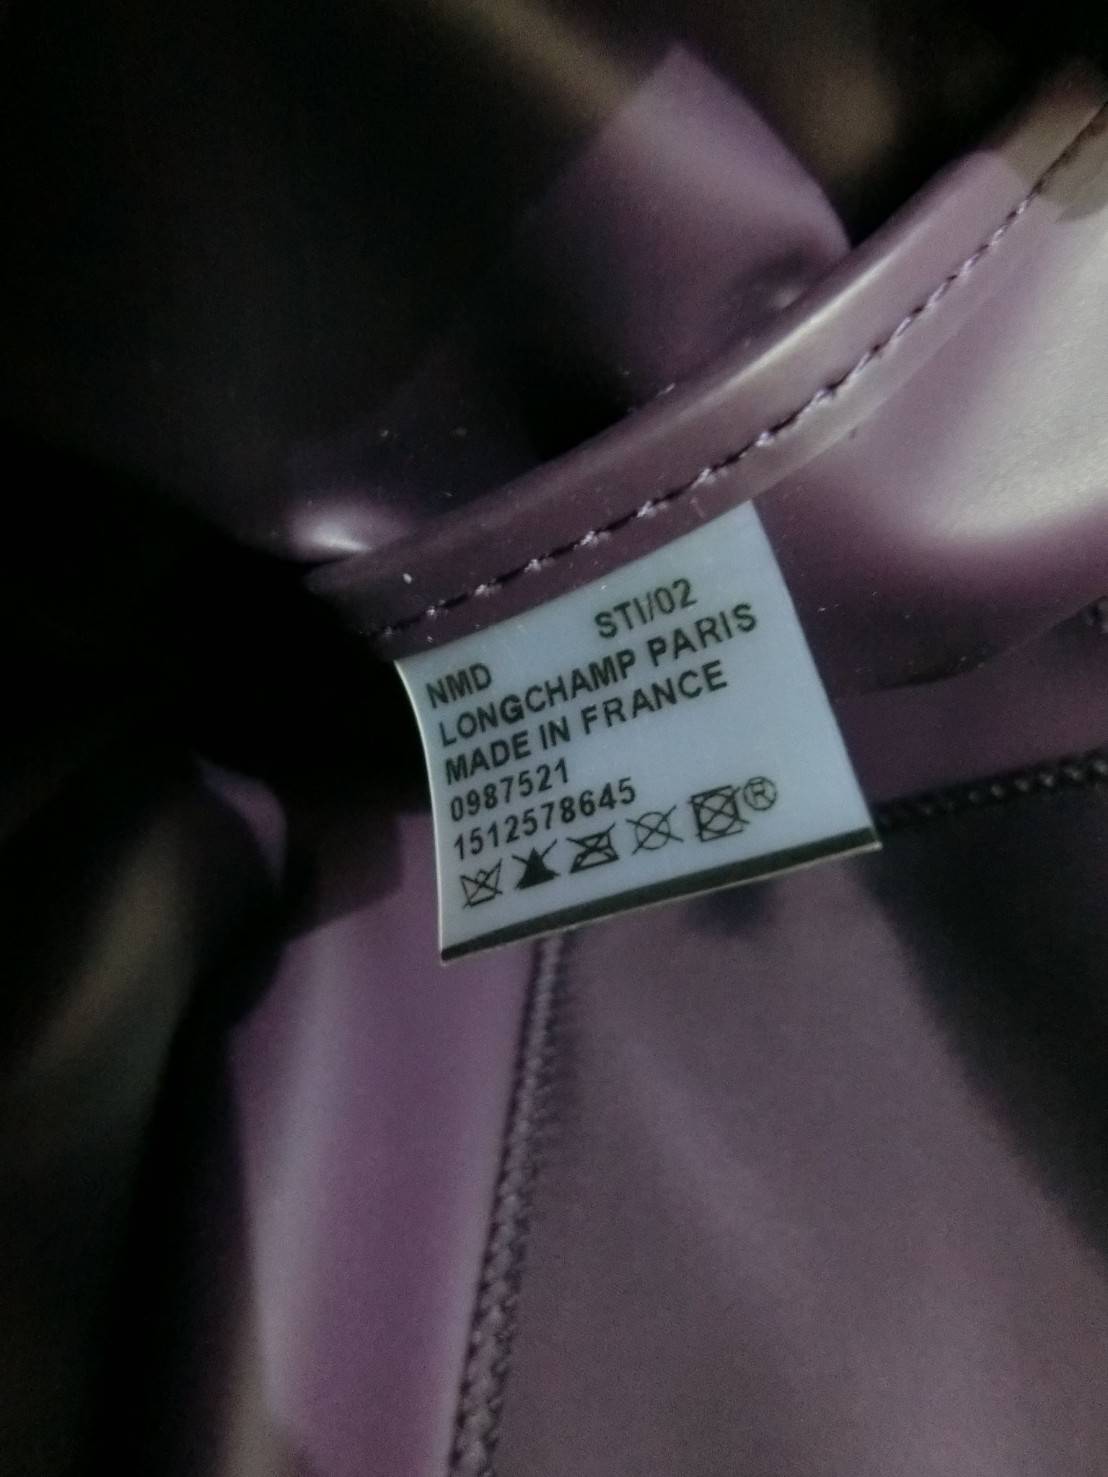 STI/02
NMD
LONGCHAMP PARIS
MADE IN FRANCE
0987521
1512578645
®